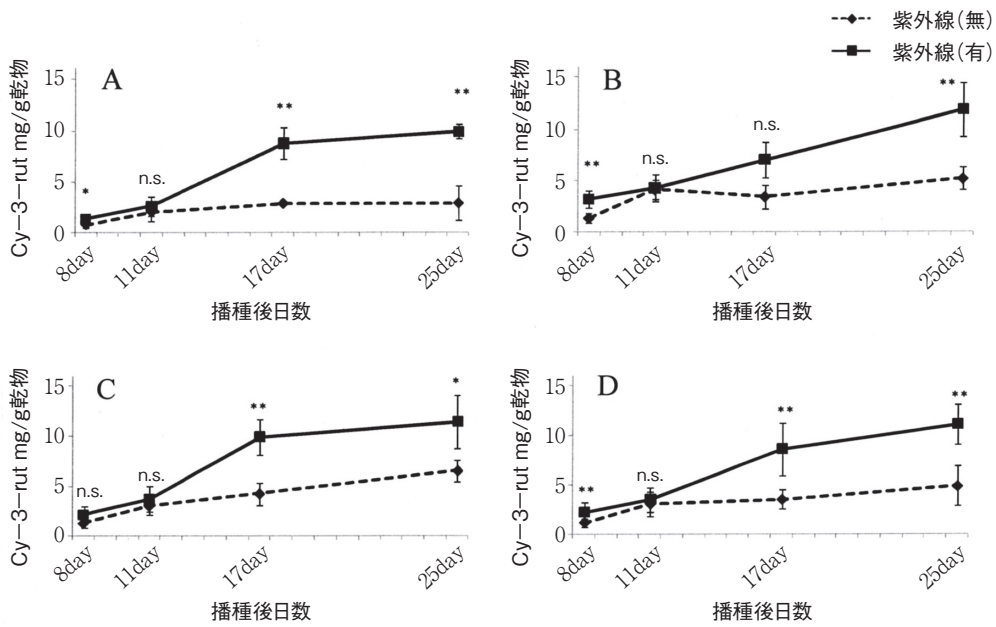 紫外線(無)
紫外線(有)
A
Cy－3－rut mg/g乾物
15
10
5
0
*
n.s.
**
**
8day
11day
17day
25day
播種後日数
B
Cy－3－rut mg/g乾物
15
10
5
0
**
n.s.
n.s.
**
8day
11day
17day
25day
播種後日数
C
Cy－3－rut mg/g乾物
15
10
5
0
n.s.
n.s.
**
*
8day
11day
17day
25day
播種後日数
D
Cy－3－rut mg/g乾物
15
10
5
0
**
n.s.
**
**
8day
11day
17day
25day
播種後日数